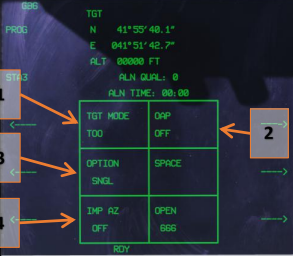 GB6
TGT
PROG
N 41°55'40.1"
E 041°51'42.7"
ALT 00000 FT
STA3
ALN QUAL: 0
ALN TIME: 00:00
1
TGT MODE OAP
TOO OFF
2
3
OPTION SPACE
SNGL
4
IMP AZ OPEN
OFF 666
RDY